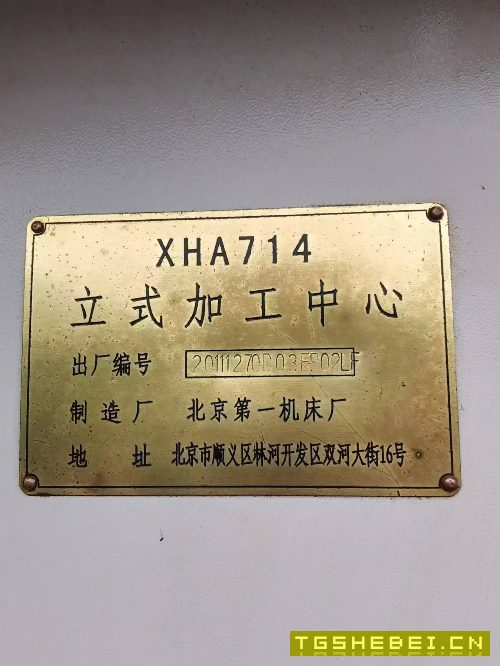 XHA714
立式加工中心
出厂编号 20111270D03FB02LF
制造厂 北京第一机床厂
地址 北京市顺义区林河开发区双河大街16号
TGSHEBEI.CN